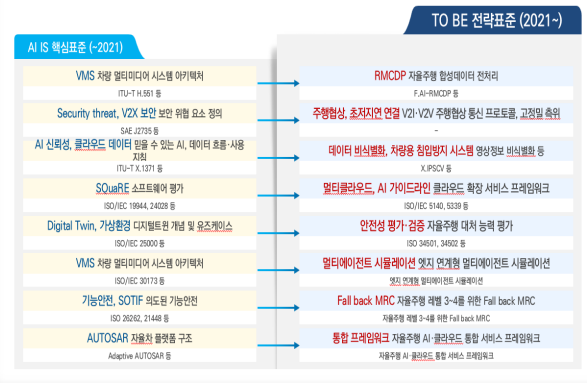 TO BE 전략표준 (2021~)
AI IS 핵심표준 (~2021)
VMS 차량 멀티미디어 시스템 아키텍처
ITU-T H.551 등
RMCDP 자율주행 합성데이터 전처리
F.AI-RMCDP 등
Security threat, V2X 보안 보안 위협 요소 정의
SAE J2735 등
주행협상, 초저지연 연결 V2I·V2V 주행협상 통신 프로토콜, 고정밀 측위
-
AI 신뢰성, 클라우드 데이터 믿을 수 있는 AI, 데이터 흐름·사용
지침
ITU-T X.1371 등
데이터 비식별화, 차량용 침입방지 시스템 영상정보 비식별화 등
X.IPSCV 등
SQuaRE 소프트웨어 평가
ISO/IEC 19944, 24028 등
멀티클라우드, AI 가이드라인 클라우드 확장 서비스 프레임워크
ISO/IEC 5140, 5339 등
Digital Twin, 가상환경 디지털트윈 개념 및 유즈케이스
ISO/IEC 25000 등
안전성 평가·검증 자율주행 대처 능력 평가
ISO 34501, 34502 등
VMS 차량 멀티미디어 시스템 아키텍처
ISO/IEC 30173 등
멀티에이전트 시뮬레이션 엣지 연계형 멀티에이전트 시뮬레이션
엣지 연계형 멀티에이전트 시뮬레이션
기능안전, SOTIF 의도된 기능안전
ISO 26262, 21448 등
Fall back MRC 자율주행 레벨 3~4를 위한 Fall back MRC
자율주행 레벨 3~4를 위한 Fall back MRC
AUTOSAR 자율차 플랫폼 구조
Adaptive AUTOSAR 등
통합 프레임워크 자율주행 AI·클라우드 통합 서비스 프레임워크
자율주행 AI·클라우드 통합 서비스 프레임워크